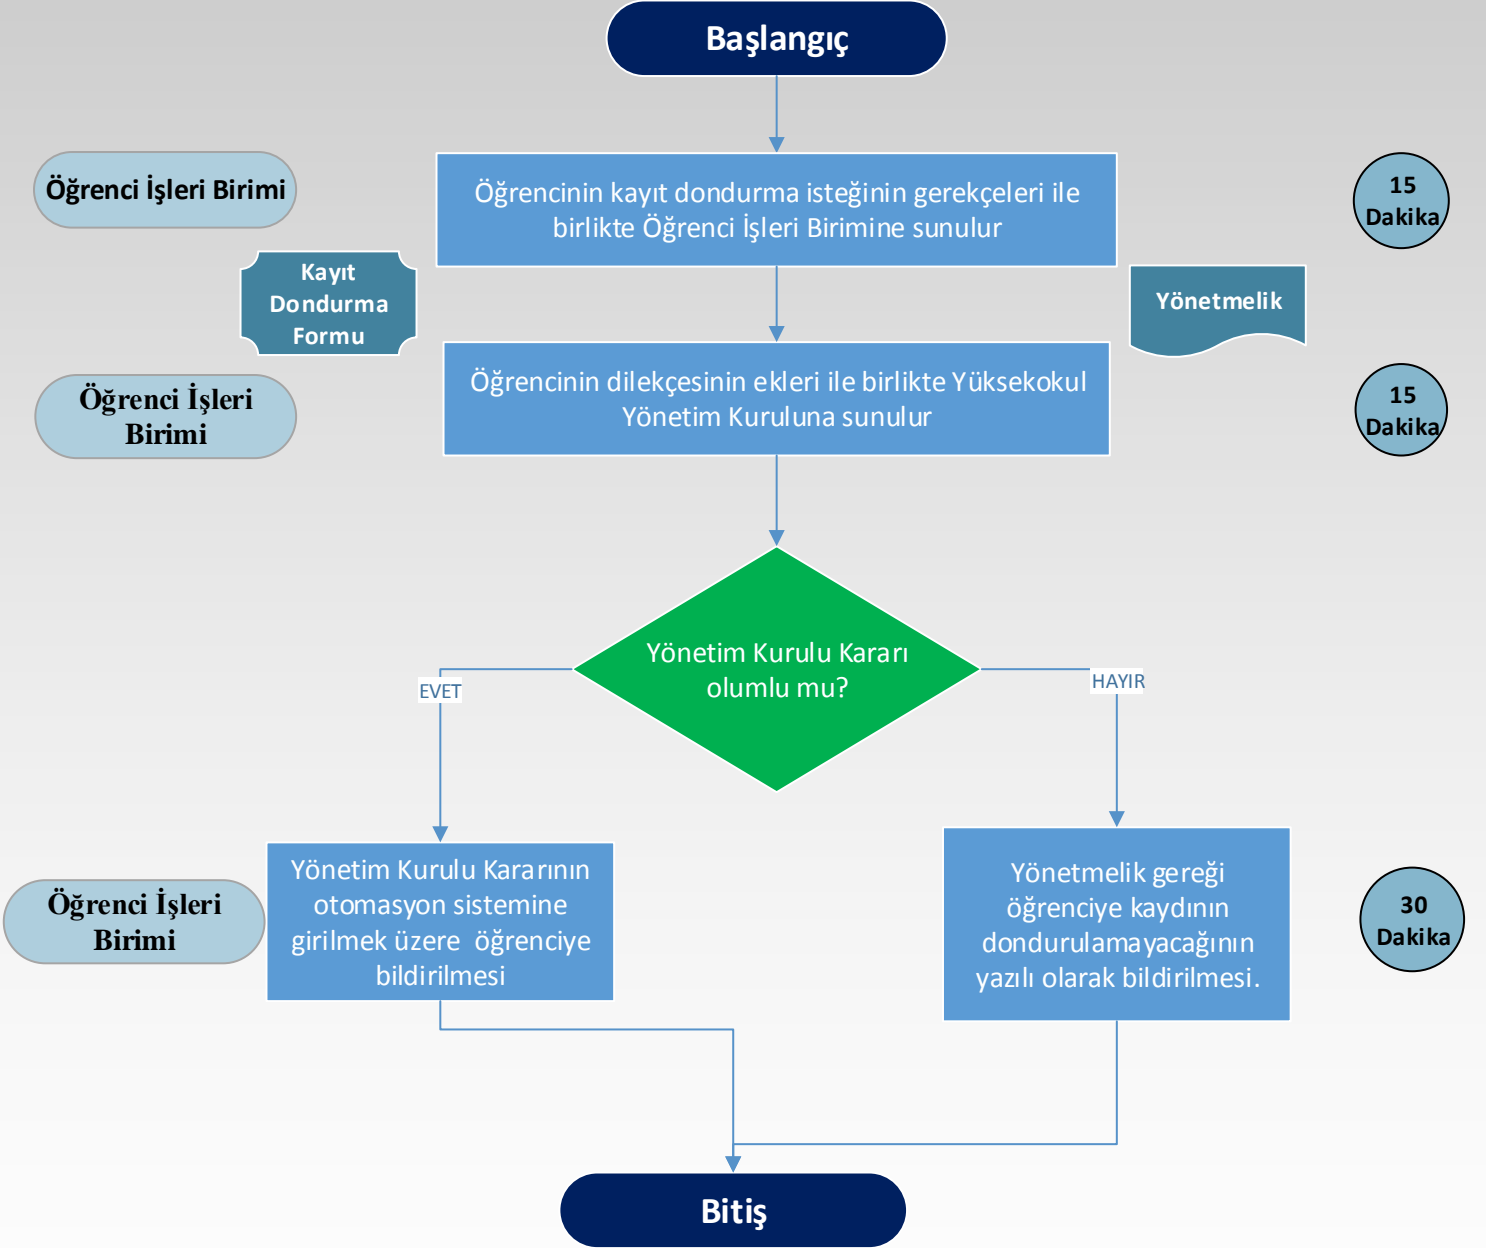 Başlangıç
Öğrenci İşleri Birimi
Öğrencinin kayıt dondurma isteğinin gerekçeleri ile
birlikte Öğrenci İşleri Birimine sunulur
15
Dakika
Kayıt
Dondurma
Formu
Yönetmelik
Öğrenci İşleri
Birimi
Öğrencinin dilekçesinin ekleri ile birlikte Yüksekokul
Yönetim Kuruluna sunulur
15
Dakika
Yönetim Kurulu Kararı
olumlu mu?
EVET
HAYIR
Öğrenci İşleri
Birimi
Yönetim Kurulu Kararının
otomasyon sistemine
girilmek üzere  öğrenciye
bildirilmesi
Yönetmelik gereği
öğrenciye kaydının
dondurulamayacağının
yazılı olarak bildirilmesi.
30
Dakika
Bitiş